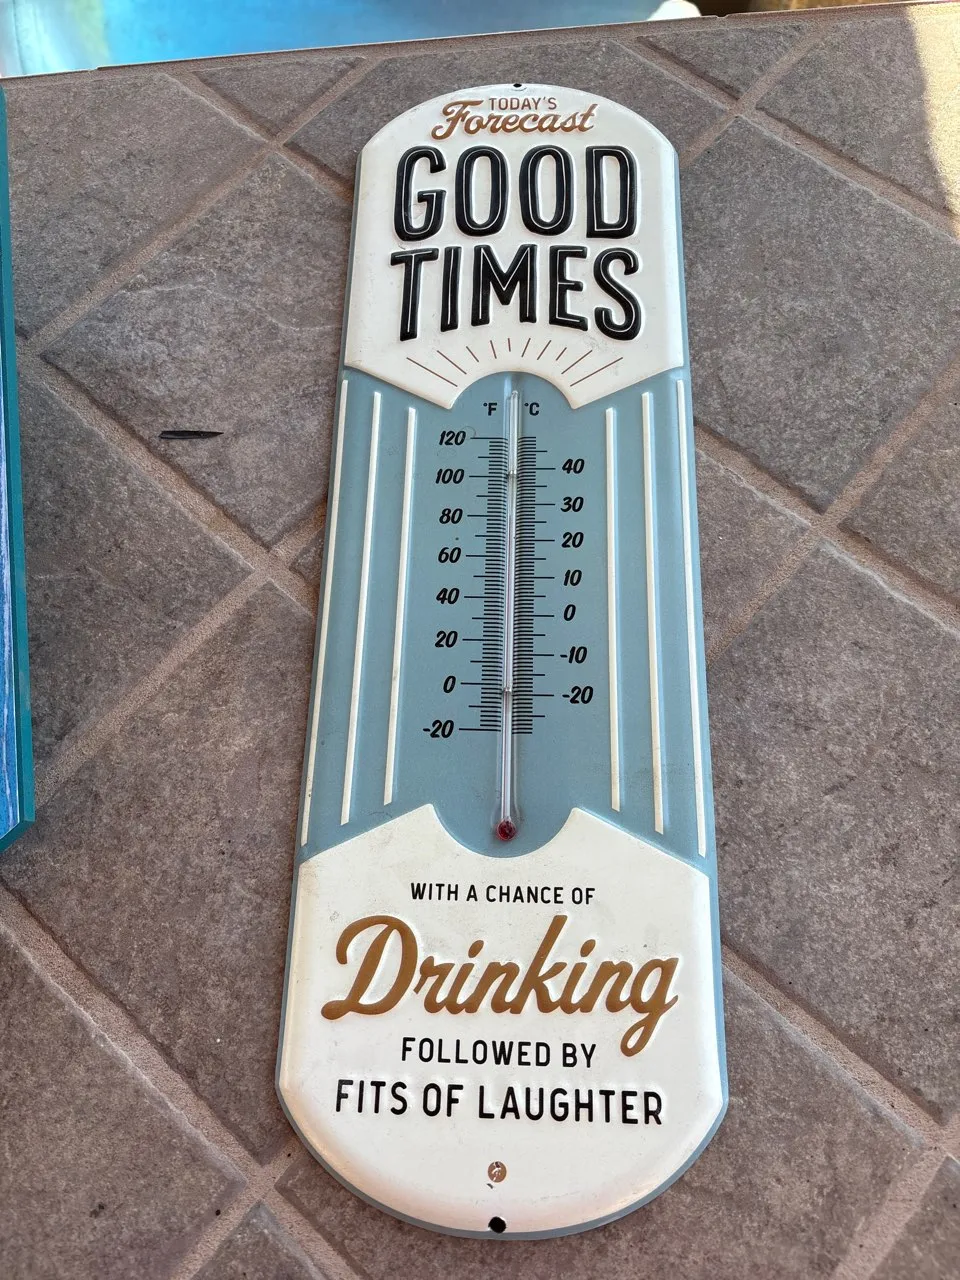 TODAY'S
Forecast
GOOD
TIMES
°F °C
120
100 40
80 30
60 20
40 10
20 0
0 -10
-20 -20
WITH A CHANCE OF
Drinking
FOLLOWED BY
FITS OF LAUGHTER